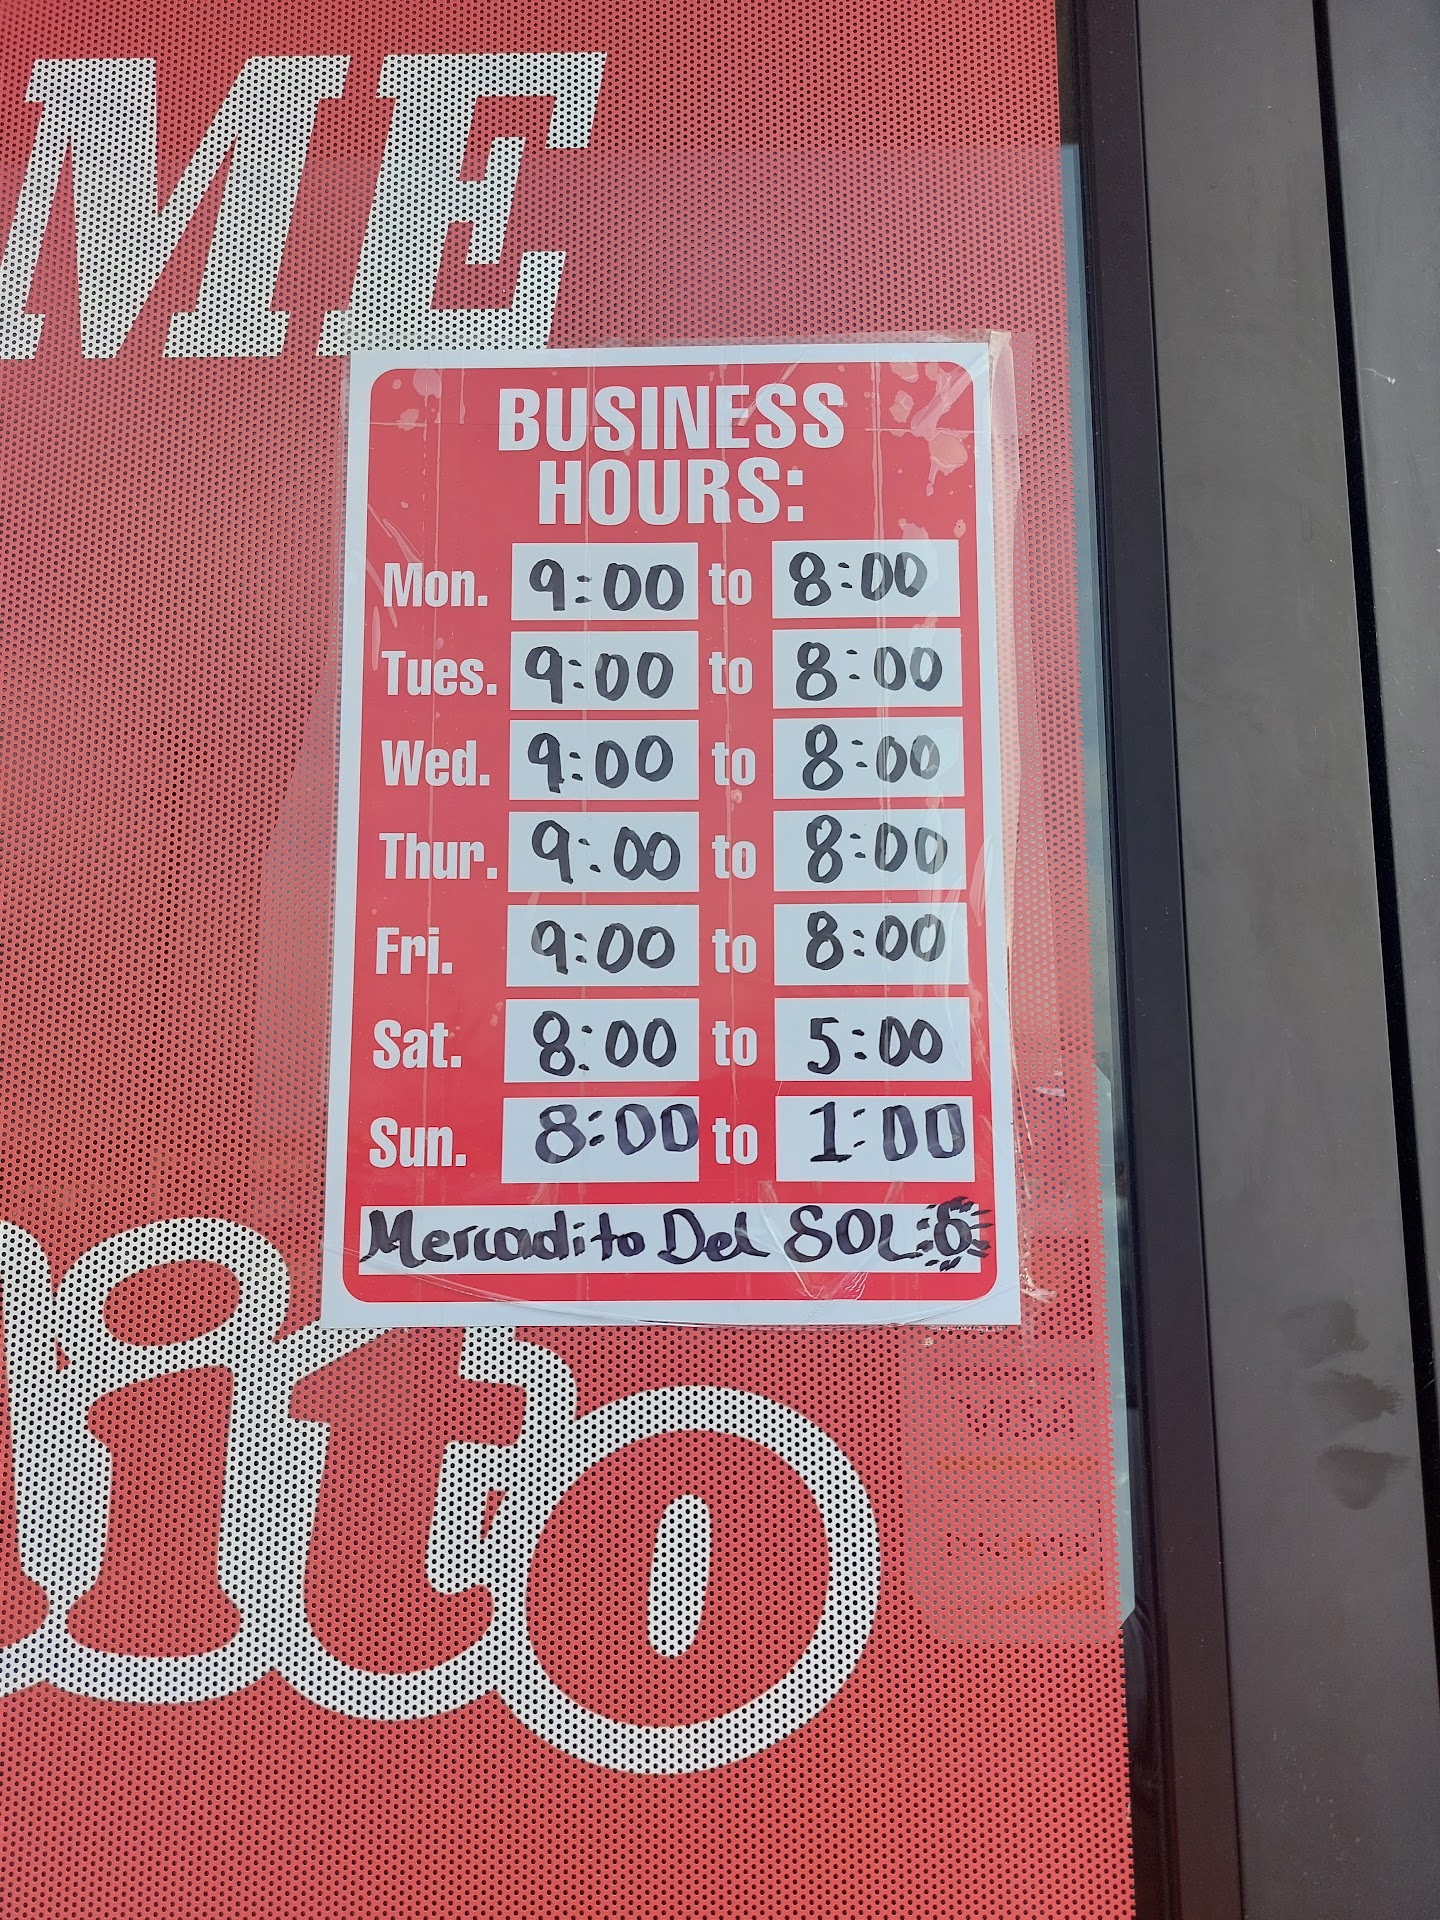 ME
BUSINESS
HOURS:
Mon. 9:00 to 8:00
Tues. 9:00 to 8:00
Wed. 9:00 to 8:00
Thur. 9:00 to 8:00
Fri. 9:00 to 8:00
Sat. 8:00 to 5:00
Sun. 8:00 to 1:00
Mercadito Del SOL
ito